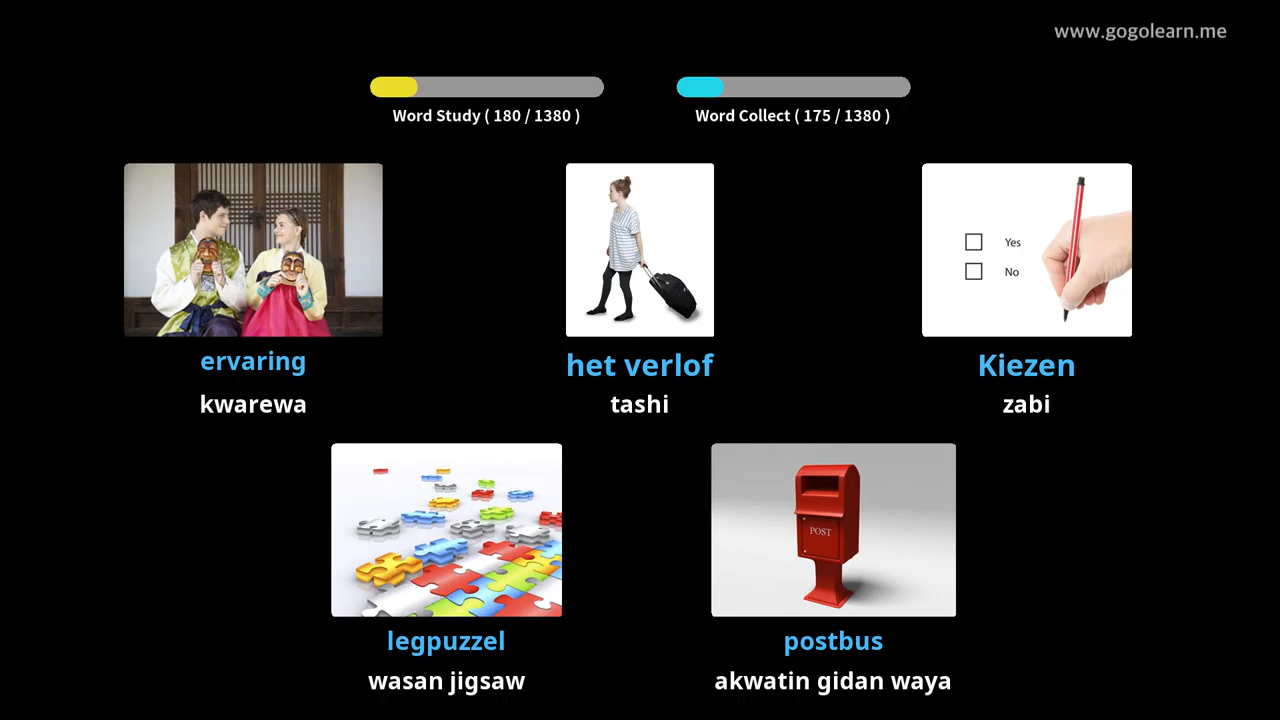 www.gogolearn.me
Word Study ( 180 / 1380 )
Word Collect ( 175 / 1380 )
Yes
No
ervaring
kwarewa
het verlof
tashi
Kiezen
zabi
POST
legpuzzel
wasan jigsaw
postbus
akwatin gidan waya